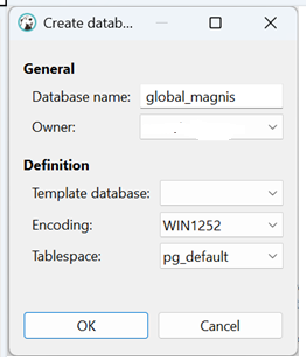 Create datab...
General
Database name: global_magnis
Owner:
Definition
Template database:
Encoding: WIN1252
Tablespace: pg_default
OK Cancel